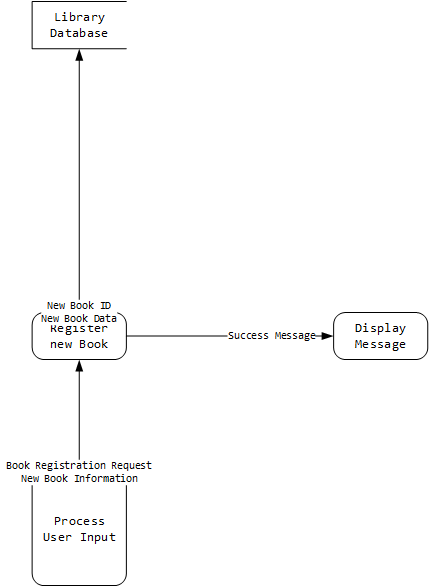 Library
Database
New Book ID
New Book Data
Register
new Book
Success Message
Display
Message
Book Registration Request
New Book Information
Process
User Input